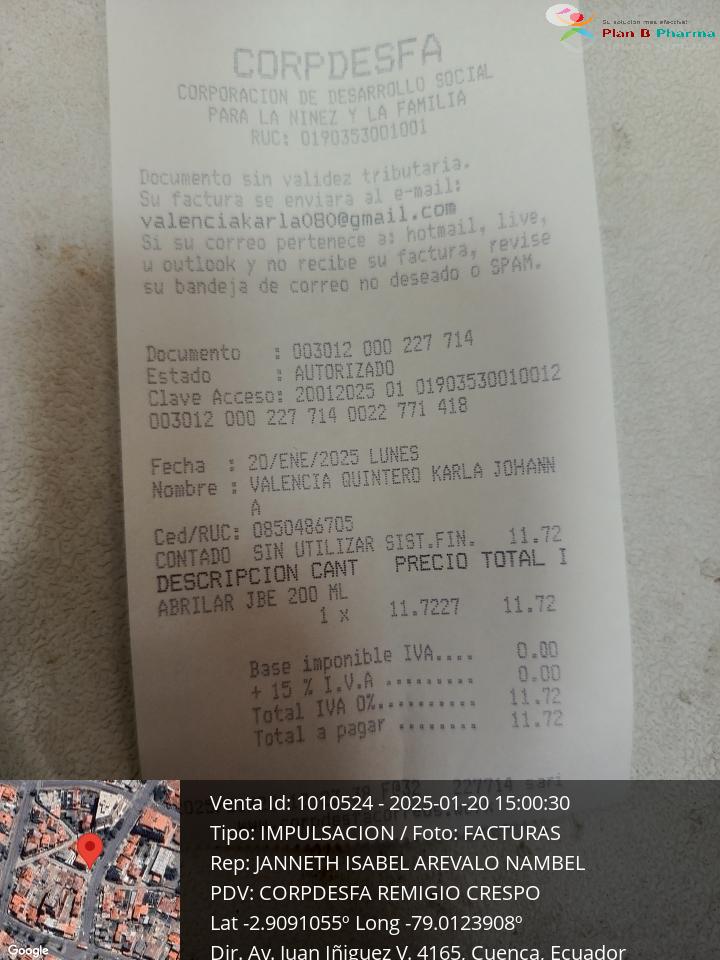 Su solución más efectiva!
Plan B Pharma
CORPDESFA
CORPORACION DE DESARROLLO SOCIAL
PARA LA NINEZ Y LA FAMILIA
RUC: 0190353001001
Documento sin validez tributaria.
Su factura se enviara al e-mail:
valenciakarla080@gmail.com
Si su correo pertenece a: hotmail, live,
u outlook y no recibe su factura, revise
su bandeja de correo no deseado o SPAM.
Documento : 003012 000 227 714
Estado : AUTORIZADO
Clave Acceso: 20012025 01 01903530010012
003012 000 227 714 0022 771 418
Fecha : 20/ENE/2025 LUNES
Nombre : VALENCIA QUINTERO KARLA JOHANN
A
Ced/RUC: 0850486705
CONTADO SIN UTILIZAR SIST.FIN. 11.72
DESCRIPCION CANT PRECIO TOTAL I
ABRILAR JBE 200 ML
1 x 11.7227 11.72
Base imponible IVA.... 0.00
+ 15 % I.V.A ......... 0.00
Total IVA 0%.......... 11.72
Total a pagar ........ 11.72
227714
Venta Id: 1010524 - 2025-01-20 15:00:30
Tipo: IMPULSACION / Foto: FACTURAS
Rep: JANNETH ISABEL AREVALO NAMBEL
PDV: CORPDESFA REMIGIO CRESPO
Lat -2.9091055º Long -79.0123908º
Dir. Av. Juan Iñiguez V. 4165, Cuenca, Ecuador
Google